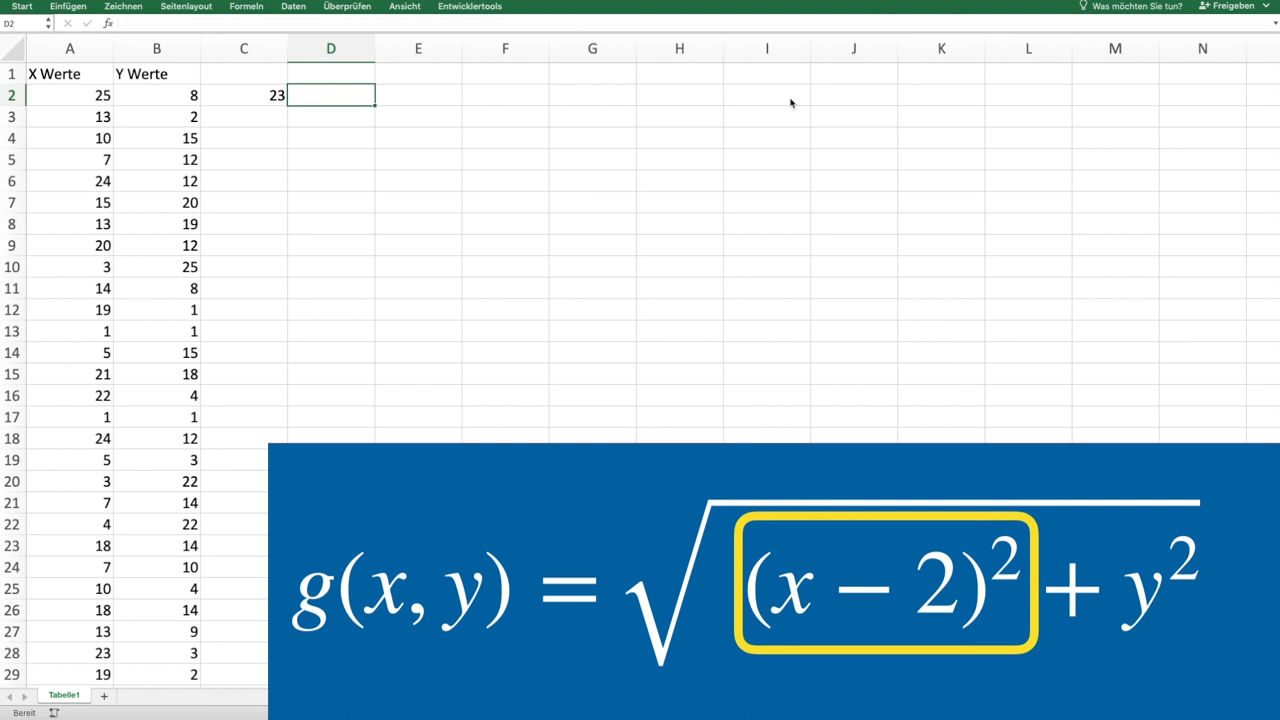 Start Einfügen Zeichnen Seitenlayout Formeln Daten Überprüfen Ansicht Entwicklertools Was möchten Sie tun? Freigeben
D2 fx
A B C D E F G H I J K L M N
1 X Werte Y Werte
2 25 8 23
3 13 2
4 10 15
5 7 12
6 24 12
7 15 20
8 13 19
9 20 12
10 3 25
11 14 8
12 19 1
13 1 1
14 5 15
15 21 18
16 22 4
17 1 1
18 24 12
19 5 3
20 3 22
21 7 14
22 4 22
23 18 14
24 7 10
25 10 4
26 18 14
27 13 9
28 23 3
29 19 2
g(x, y) = √((x − 2)² + y²)
Tabelle1 +
Bereit